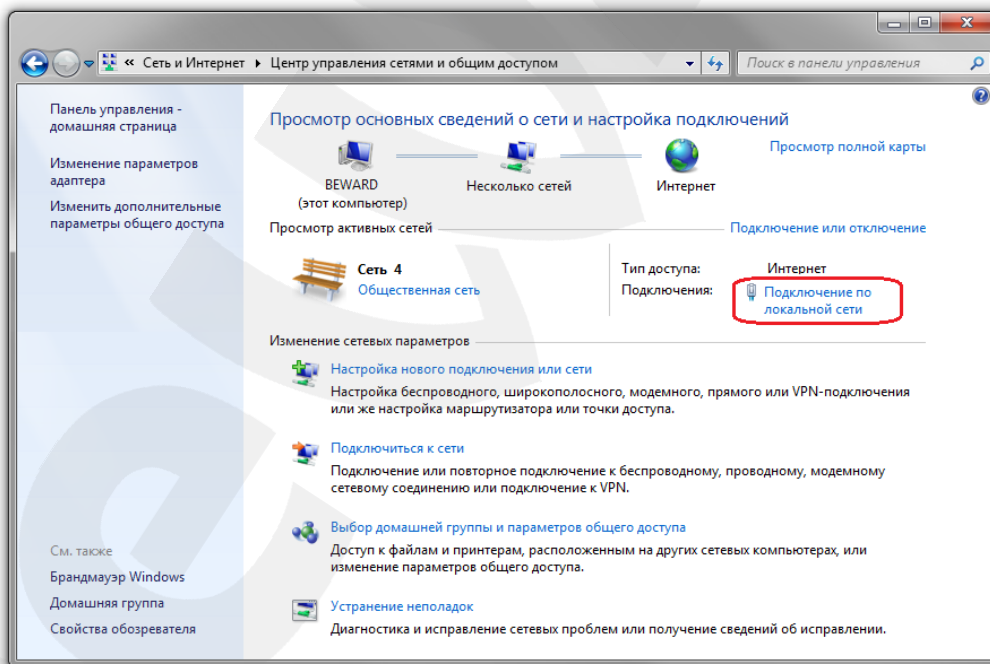 « Сеть и Интернет ▸ Центр управления сетями и общим доступом
Поиск в панели управления
Панель управления -
домашняя страница
Изменение параметров
адаптера
Изменить дополнительные
параметры общего доступа
Просмотр основных сведений о сети и настройка подключений
Просмотр полной карты
BEWARD
(этот компьютер)
Несколько сетей
Интернет
Просмотр активных сетей
Подключение или отключение
Сеть 4
Общественная сеть
Тип доступа: Интернет
Подключения: Подключение по
локальной сети
Изменение сетевых параметров
Настройка нового подключения или сети
Настройка беспроводного, широкополосного, модемного, прямого или VPN-подключения
или же настройка маршрутизатора или точки доступа.
Подключиться к сети
Подключение или повторное подключение к беспроводному, проводному, модемному
сетевому соединению или подключение к VPN.
Выбор домашней группы и параметров общего доступа
Доступ к файлам и принтерам, расположенным на других сетевых компьютерах, или
изменение параметров общего доступа.
Устранение неполадок
Диагностика и исправление сетевых проблем или получение сведений об исправлении.
См. также
Брандмауэр Windows
Домашняя группа
Свойства обозревателя